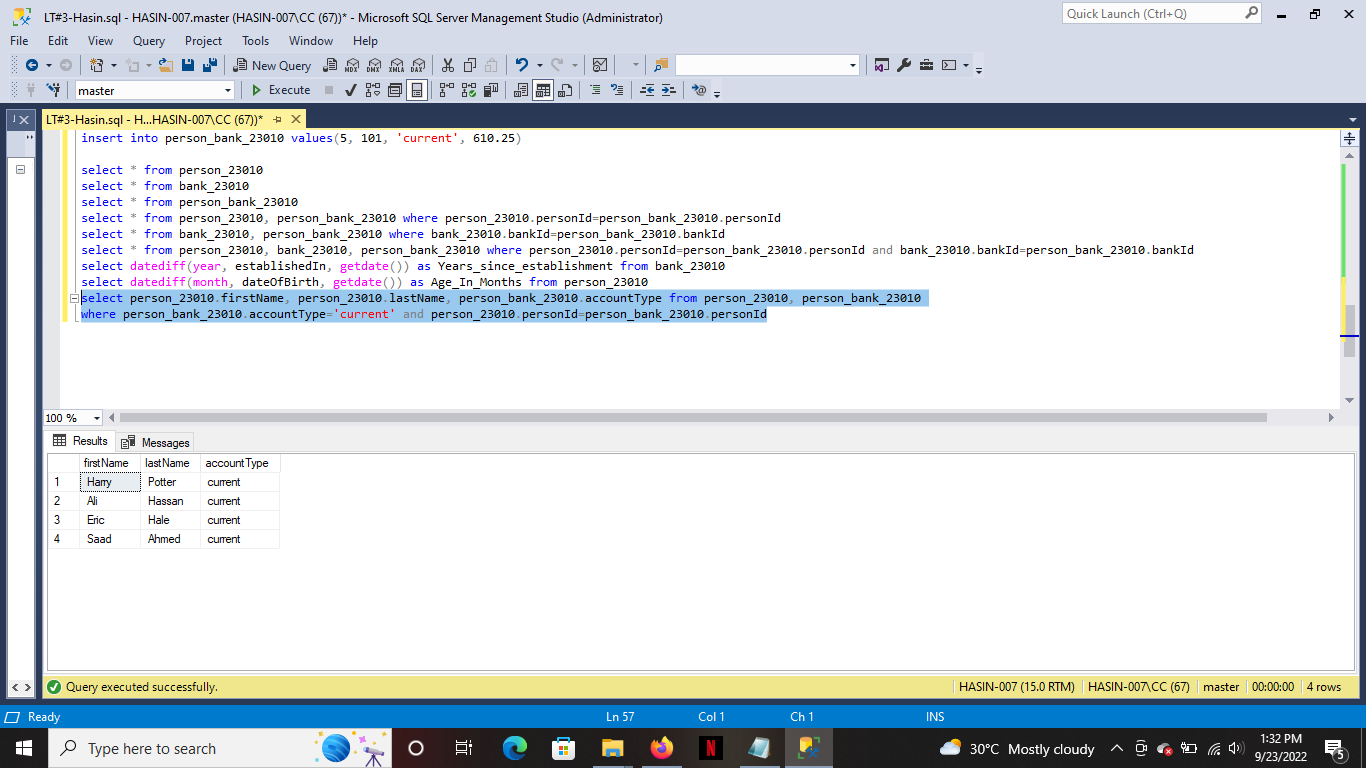 LT#3-Hasin.sql - HASIN-007.master (HASIN-007\CC (67))* - Microsoft SQL Server Management Studio (Administrator)
Quick Launch (Ctrl+Q)
File Edit View Query Project Tools Window Help
New Query MDX DMX XMLA DAX
master Execute
LT#3-Hasin.sql - H...HASIN-007\CC (67))*
insert into person_bank_23010 values(5, 101, 'current', 610.25)
select * from person_23010
select * from bank_23010
select * from person_bank_23010
select * from person_23010, person_bank_23010 where person_23010.personId=person_bank_23010.personId
select * from bank_23010, person_bank_23010 where bank_23010.bankId=person_bank_23010.bankId
select * from person_23010, bank_23010, person_bank_23010 where person_23010.personId=person_bank_23010.personId and bank_23010.bankId=person_bank_23010.bankId
select datediff(year, establishedIn, getdate()) as Years_since_establishment from bank_23010
select datediff(month, dateOfBirth, getdate()) as Age_In_Months from person_23010
select person_23010.firstName, person_23010.lastName, person_bank_23010.accountType from person_23010, person_bank_23010
where person_bank_23010.accountType='current' and person_23010.personId=person_bank_23010.personId
100 %
Results Messages
firstName lastName accountType
1 Harry Potter current
2 Ali Hassan current
3 Eric Hale current
4 Saad Ahmed current
Query executed successfully. HASIN-007 (15.0 RTM) HASIN-007\CC (67) master 00:00:00 4 rows
Ready Ln 57 Col 1 Ch 1 INS
Type here to search N 30°C Mostly cloudy 1:32 PM
9/23/2022 5